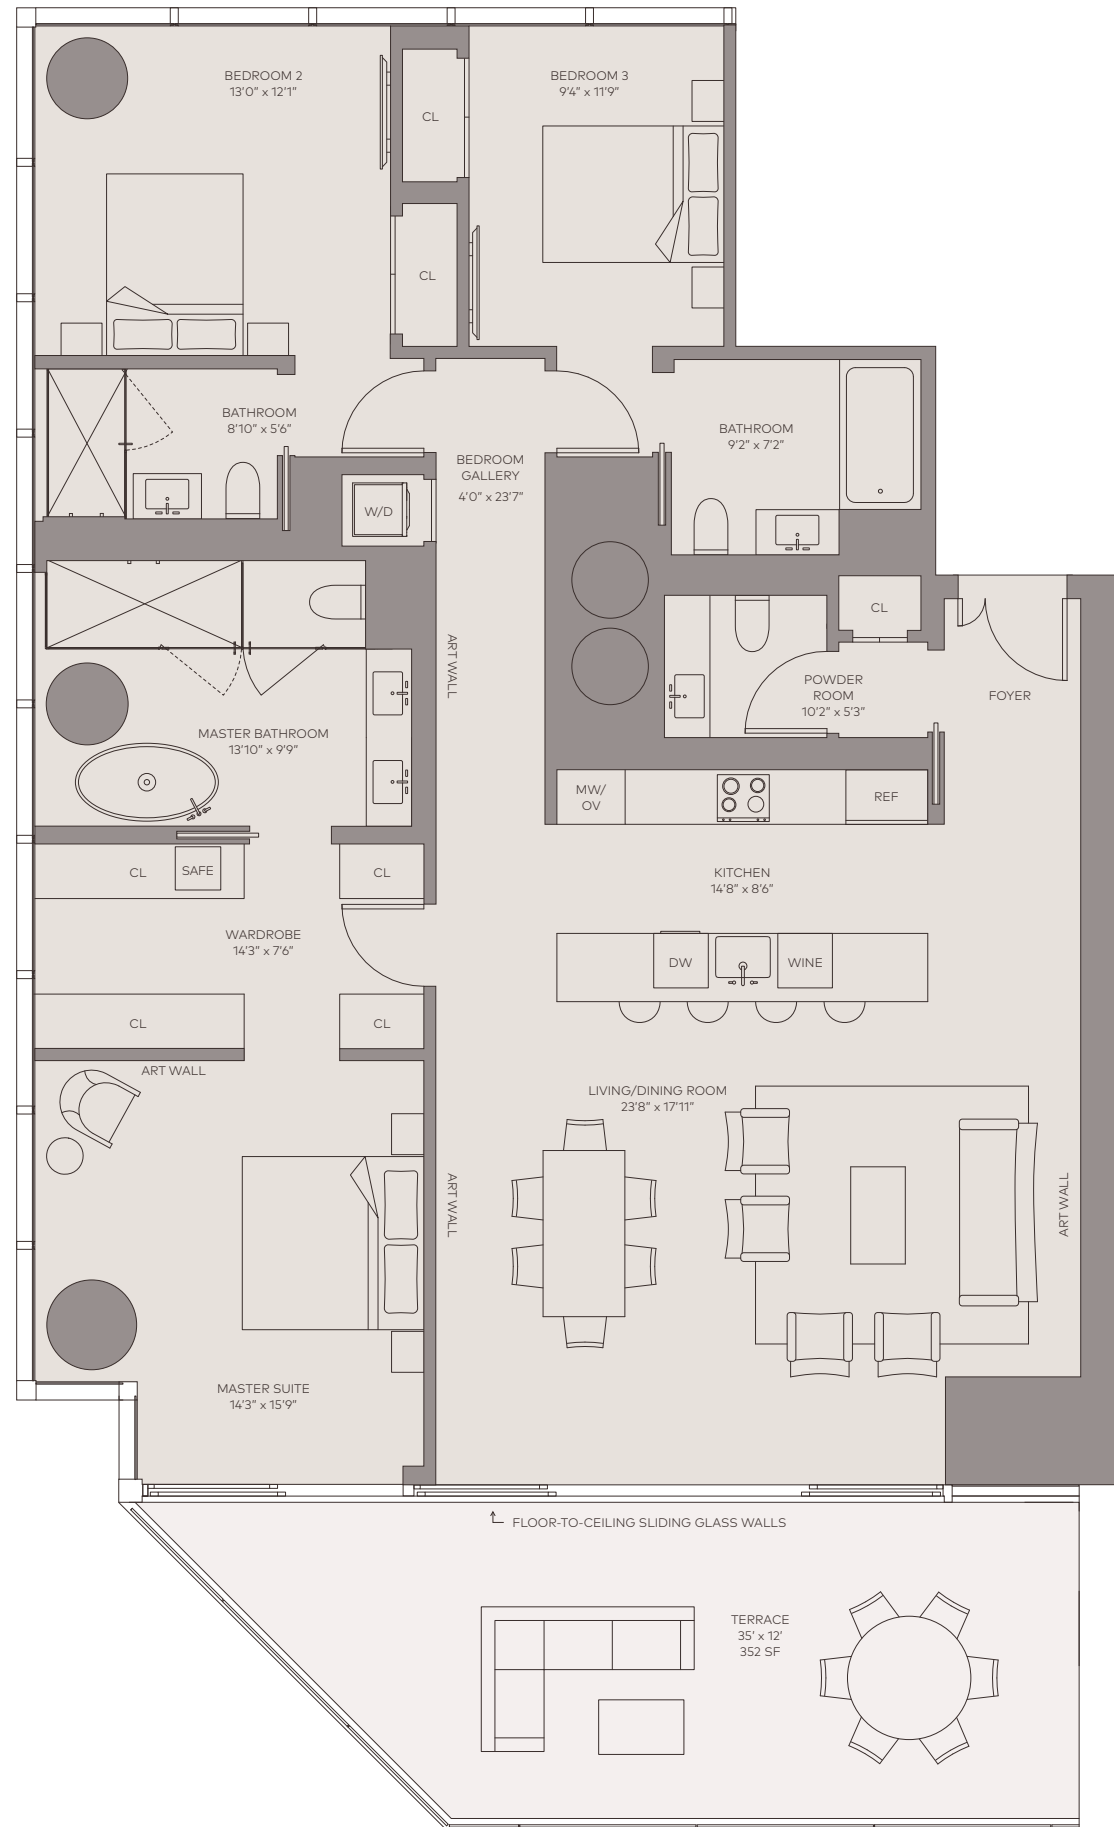 BEDROOM 2
13'0" x 12'1"
CL
BEDROOM 3
9'4" x 11'9"
CL
BATHROOM
8'10" x 5'6"
BATHROOM
9'2" x 7'2"
BEDROOM
GALLERY
4'0" x 23'7"
W/D
CL
ART WALL
POWDER
ROOM
10'2" x 5'3"
FOYER
MASTER BATHROOM
13'10" x 9'9"
MW/
OV
REF
CL
SAFE
CL
KITCHEN
14'8" x 8'6"
WARDROBE
14'3" x 7'6"
DW
WINE
CL
CL
ART WALL
LIVING/DINING ROOM
23'8" x 17'11"
ART WALL
ART WALL
MASTER SUITE
14'3" x 15'9"
FLOOR-TO-CEILING SLIDING GLASS WALLS
TERRACE
35' x 12'
352 SF